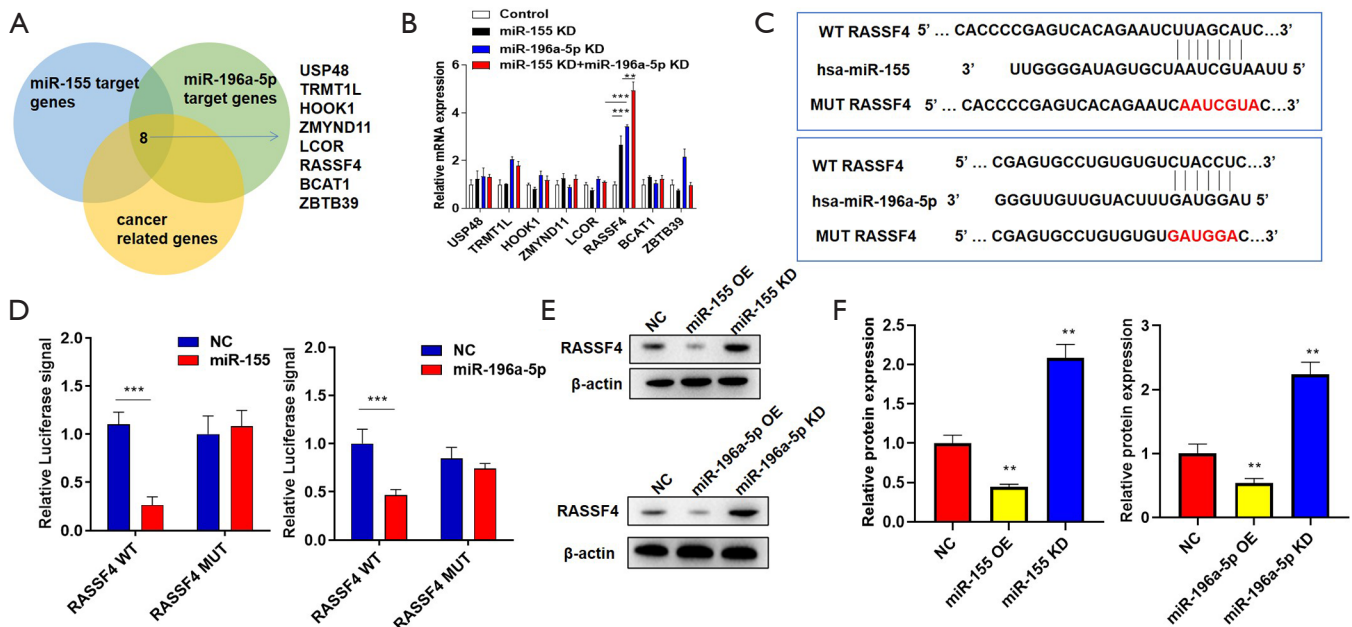 A
miR-155 target
genes
miR-196a-5p
target genes
8
cancer
related genes
USP48
TRMT1L
HOOK1
ZMYND11
LCOR
RASSF4
BCAT1
ZBTB39
B
Control
miR-155 KD
miR-196a-5p KD
miR-155 KD+miR-196a-5p KD
Relative mRNA expression
6
4
2
0
**
***
***
USP48
TRMT1L
HOOK1
ZMYND11
LCOR
RASSF4
BCAT1
ZBTB39
C
WT RASSF4 5’ ... CACCCCGAGUCACAGAAUCUUAGCAUC...3’
hsa-miR-155 3’ UUGGGGAUAGUGCUAAUCGUAAUU 5’
MUT RASSF4 5’ ... CACCCCGAGUCACAGAAUCAAUCGUAC...3’
WT RASSF4 5’ ... CGAGUGCCUGUGUGUCUACCUC...3’
hsa-miR-196a-5p 3’ GGGUUGUUGUACUUUGAUGGAU 5’
MUT RASSF4 5’ ... CGAGUGCCUGUGUGUGAUGGAC...3’
D
NC
miR-155
Relative Luciferase signal
2.0
1.5
1.0
0.5
0.0
***
RASSF4 WT
RASSF4 MUT
NC
miR-196a-5p
Relative Luciferase signal
2.0
1.5
1.0
0.5
0.0
***
RASSF4 WT
RASSF4 MUT
E
NC
miR-155 OE
miR-155 KD
RASSF4
β-actin
NC
miR-196a-5p OE
miR-196a-5p KD
RASSF4
β-actin
F
Relative protein expression
2.5
2.0
1.5
1.0
0.5
0.0
**
**
NC
miR-155 OE
miR-155 KD
Relative protein expression
3
2
1
0
**
**
NC
miR-196a-5p OE
miR-196a-5p KD